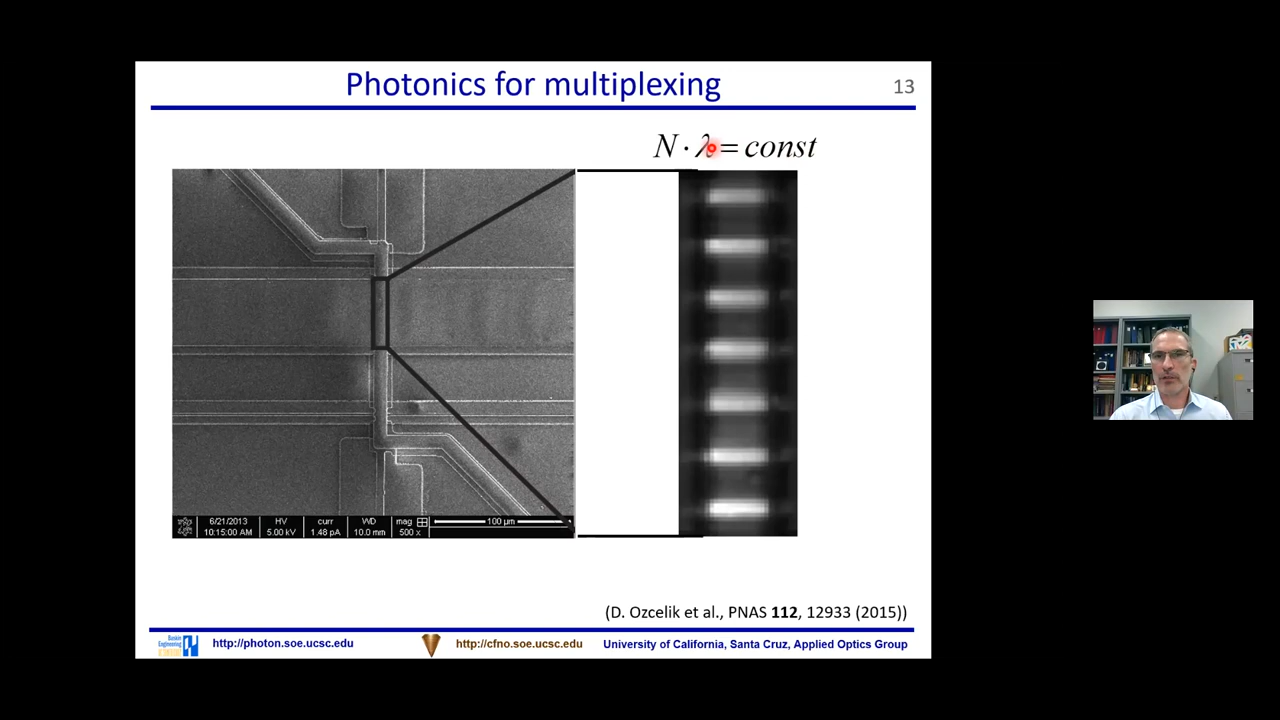 Photonics for multiplexing
13
N · λ = const
6/21/2013 HV curr WD mag
10:15:00 AM 5.00 kV 1.48 pA 10.0 mm 500 x
100 µm
(D. Ozcelik et al., PNAS 112, 12933 (2015))
Baskin
Engineering
http://photon.soe.ucsc.edu
http://cfno.soe.ucsc.edu
University of California, Santa Cruz, Applied Optics Group